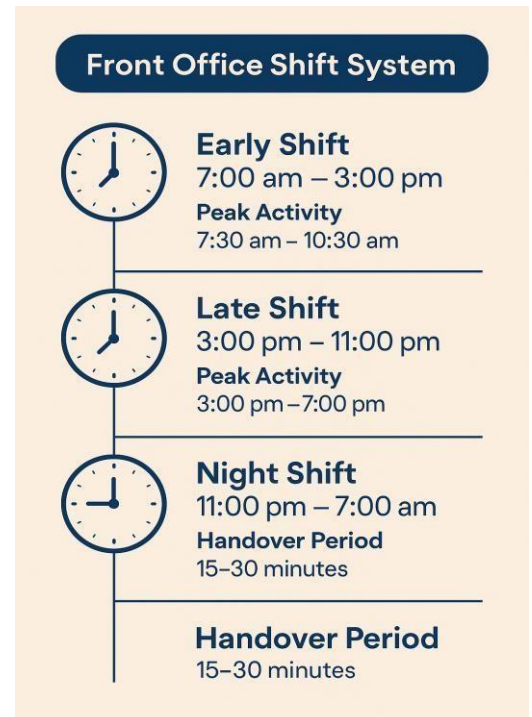 Front Office Shift System
Early Shift
7:00 am – 3:00 pm
Peak Activity
7:30 am – 10:30 am
Late Shift
3:00 pm – 11:00 pm
Peak Activity
3:00 pm – 7:00 pm
Night Shift
11:00 pm – 7:00 am
Handover Period
15–30 minutes
Handover Period
15–30 minutes